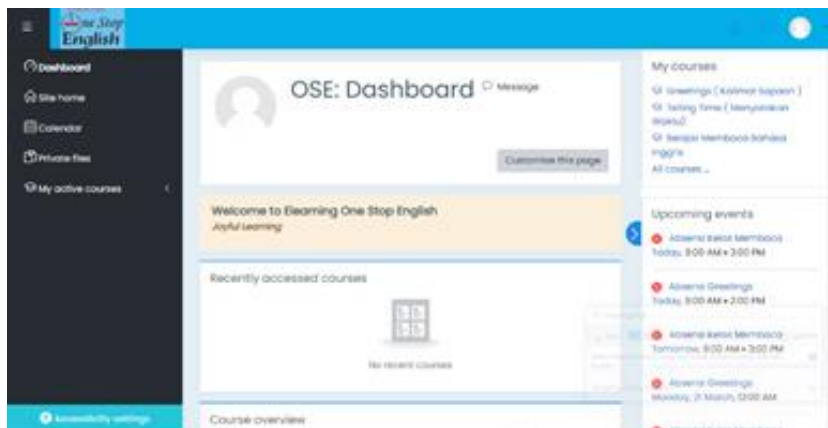 One Stop
English
Dashboard
Site home
Calendar
Private files
My active courses
Accessibility settings
OSE: Dashboard
Message
Customise this page
Welcome to Elearning One Stop English
Joyful Learning
Recently accessed courses
No recent courses
Course overview
My courses
Greetings ( Kalimat Sapaan )
Telling Time ( Menyatakan
Waktu)
Belajar Membaca Bahasa
Inggris
All courses ...
Upcoming events
Absensi Kelas Membaca
Today, 9:00 AM » 3:00 PM
Absensi Greetings
Today, 9:00 AM » 2:00 PM
Absensi Kelas Membaca
Tomorrow, 9:00 AM » 3:00 PM
Absensi Greetings
Monday, 21 March, 12:00 AM